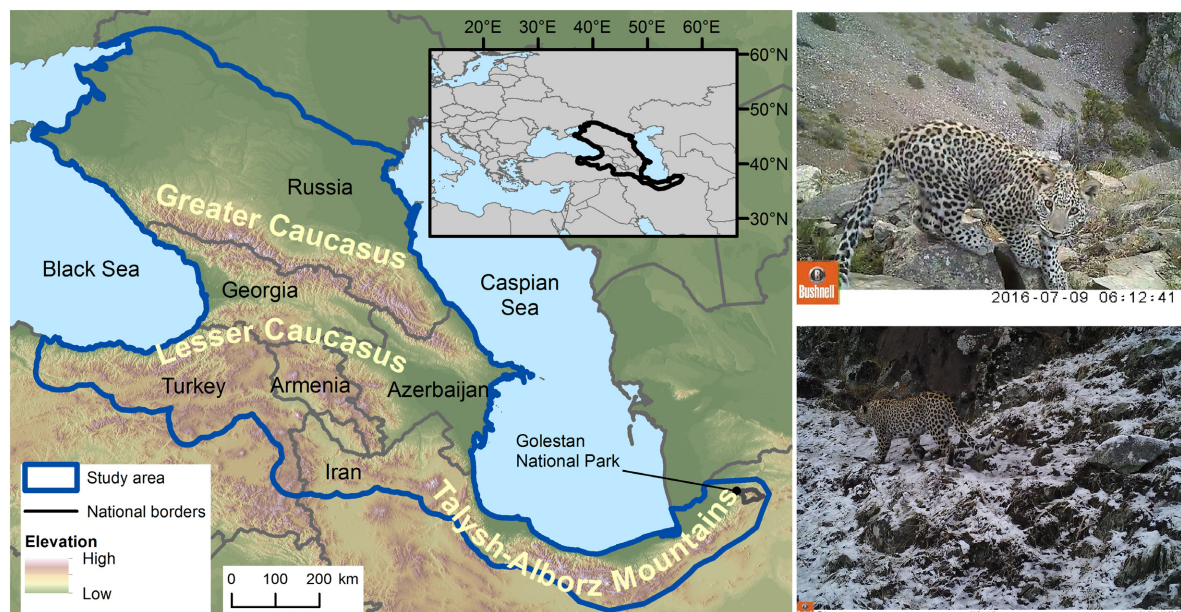 20°E 30°E 40°E 50°E 60°E
60°N
50°N
40°N
30°N
Russia
Greater Caucasus
Black Sea
Georgia
Caspian
Sea
Lesser Caucasus
Turkey
Armenia
Azerbaijan
Golestan
National Park
Iran
Talysh-Alborz Mountains
Study area
National borders
Elevation
High
Low
0 100 200 km
Bushnell
2016-07-09 06:12:41